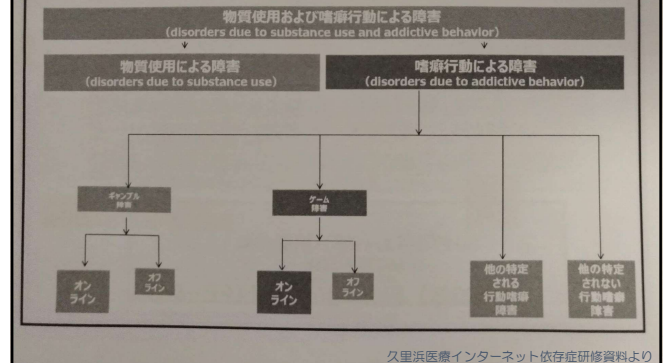 物質使用および嗜癖行動による障害
(disorders due to substance use and addictive behavior)
物質使用による障害
(disorders due to substance use)
嗜癖行動による障害
(disorders due to addictive behavior)
ギャンブル
障害
ゲーム
障害
オン
ライン
オフ
ライン
オン
ライン
オフ
ライン
他の特定
される
行動嗜癖
障害
他の特定
されない
行動嗜癖
障害
久里浜医療インターネット依存症研修資料より